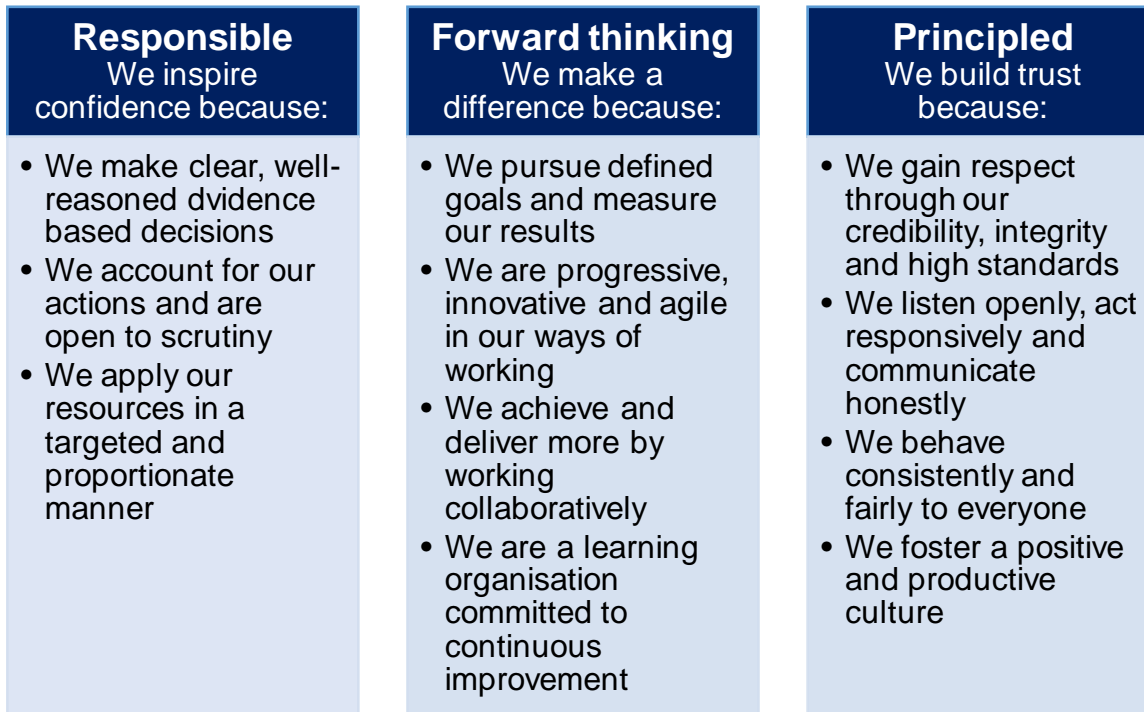 Responsible
We inspire
confidence because:
• We make clear, well-
reasoned dvidence
based decisions
• We account for our
actions and are
open to scrutiny
• We apply our
resources in a
targeted and
proportionate
manner
Forward thinking
We make a
difference because:
• We pursue defined
goals and measure
our results
• We are progressive,
innovative and agile
in our ways of
working
• We achieve and
deliver more by
working
collaboratively
• We are a learning
organisation
committed to
continuous
improvement
Principled
We build trust
because:
• We gain respect
through our
credibility, integrity
and high standards
• We listen openly, act
responsively and
communicate
honestly
• We behave
consistently and
fairly to everyone
• We foster a positive
and productive
culture